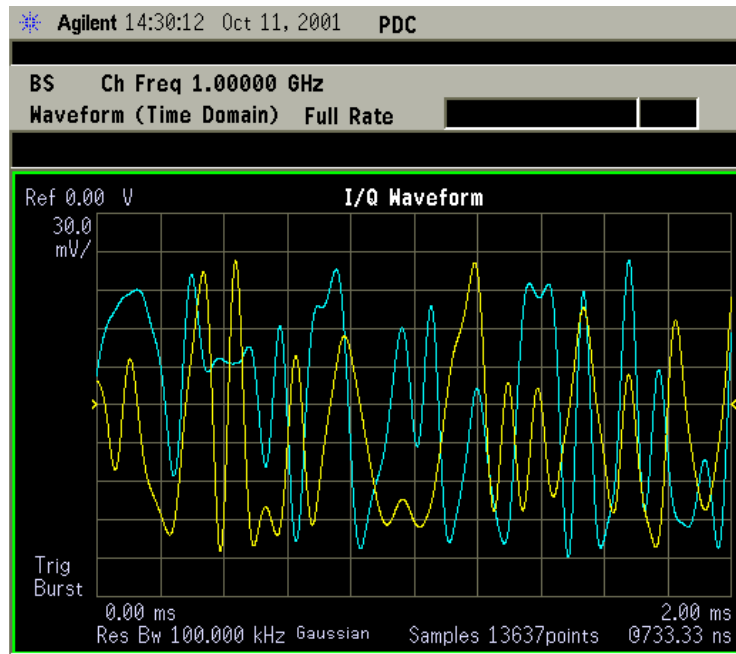 Agilent 14:30:12 Oct 11, 2001 PDC
BS Ch Freq 1.00000 GHz
Waveform (Time Domain) Full Rate
Ref 0.00 V I/Q Waveform
30.0
mV/
Trig
Burst
0.00 ms 2.00 ms
Res Bw 100.000 kHz Gaussian Samples 13637points @733.33 ns